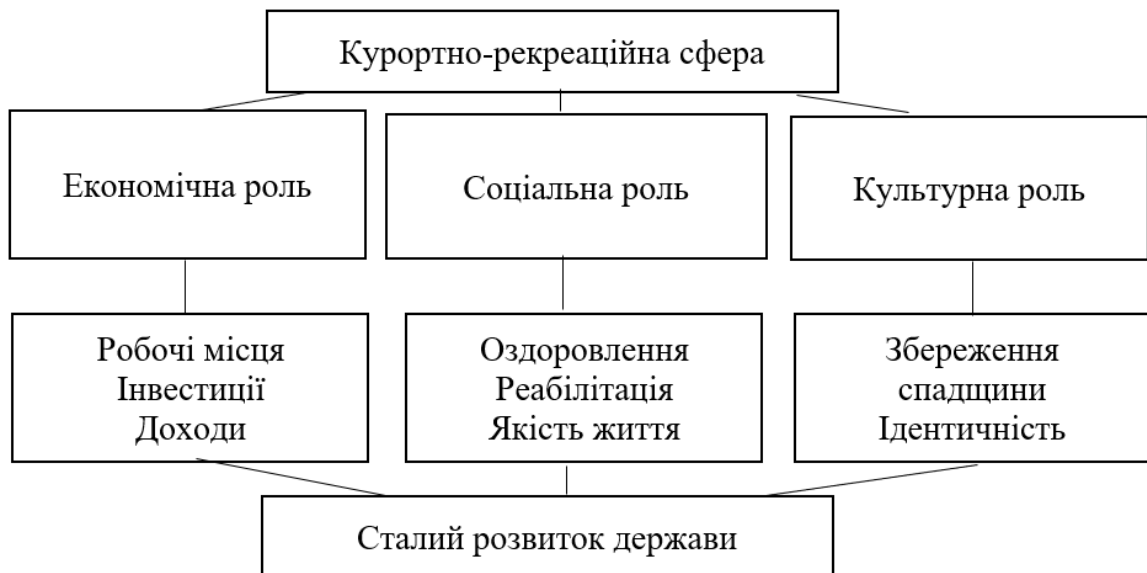 Курортно-рекреаційна сфера
Економічна роль
Соціальна роль
Культурна роль
Робочі місця
Інвестиції
Доходи
Оздоровлення
Реабілітація
Якість життя
Збереження
спадщини
Ідентичність
Сталий розвиток держави